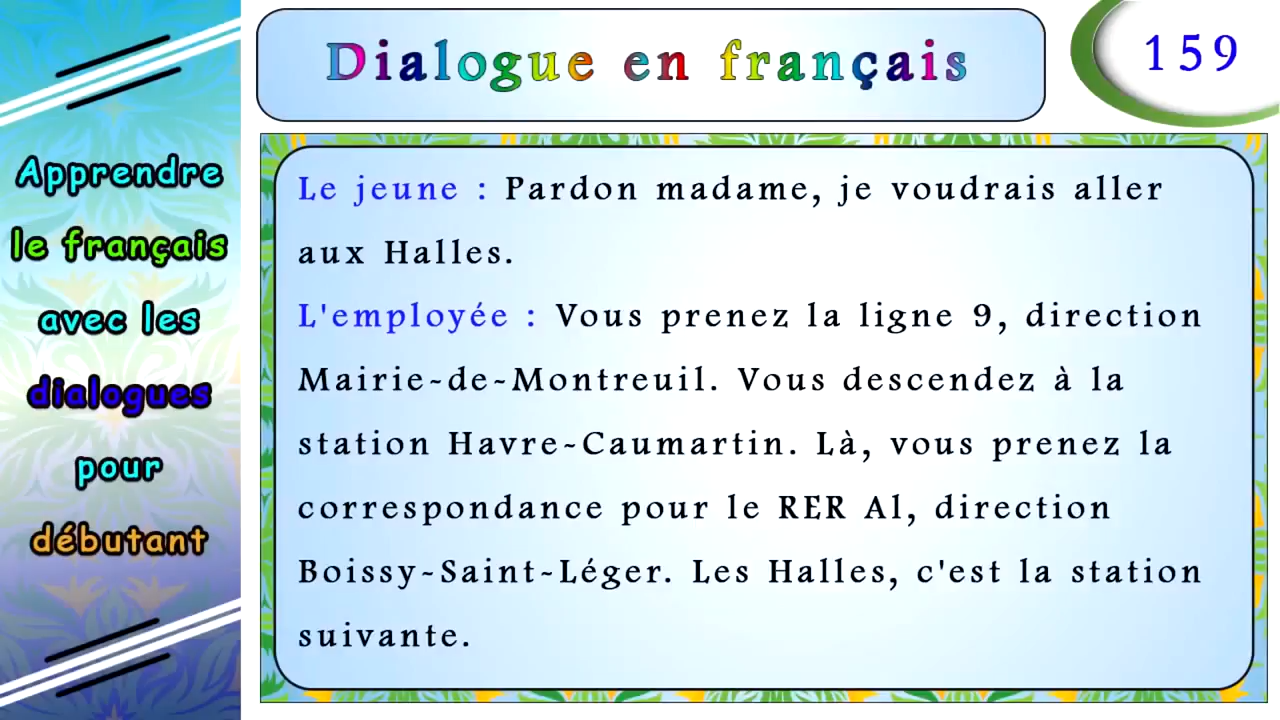 Dialogue en français
159
Apprendre
le français
avec les
dialogues
pour
débutant
Le jeune : Pardon madame, je voudrais aller
aux Halles.
L'employée : Vous prenez la ligne 9, direction
Mairie-de-Montreuil. Vous descendez à la
station Havre-Caumartin. Là, vous prenez la
correspondance pour le RER Al, direction
Boissy-Saint-Léger. Les Halles, c'est la station
suivante.